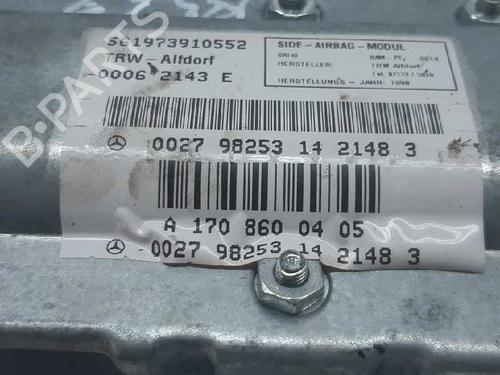 561973910552
TRW-Alfdorf
-0006 2143 E
SIDE-AIRBAG-MODUL
HERSTELLER:
TRW Alfdorf
HERSTELLUNGS - JAHR: 1998
0027 98253 14 2148 3
A 170 860 04 05
0027 98253 14 2148 3
B-PARTS